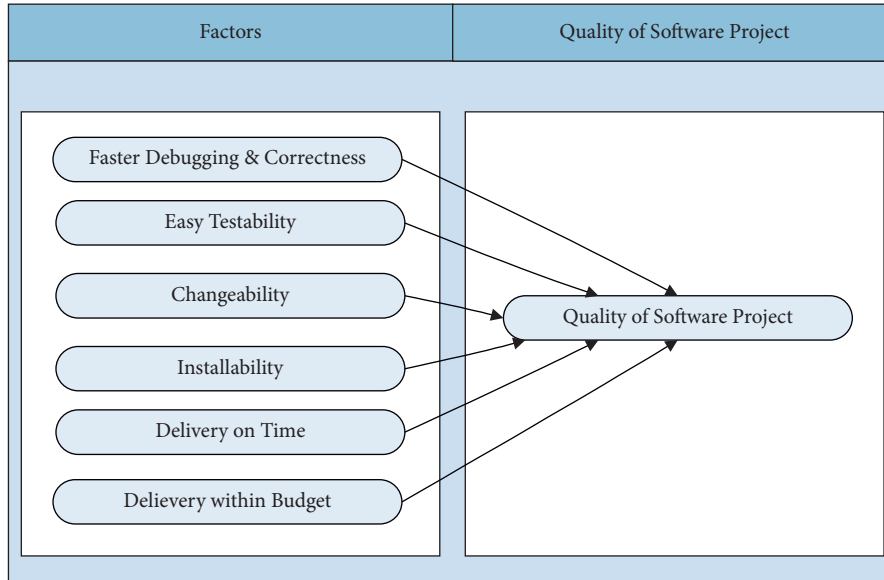 Factors
Quality of Software Project
Faster Debugging & Correctness
Easy Testability
Changeability
Installability
Delivery on Time
Delievery within Budget
Quality of Software Project